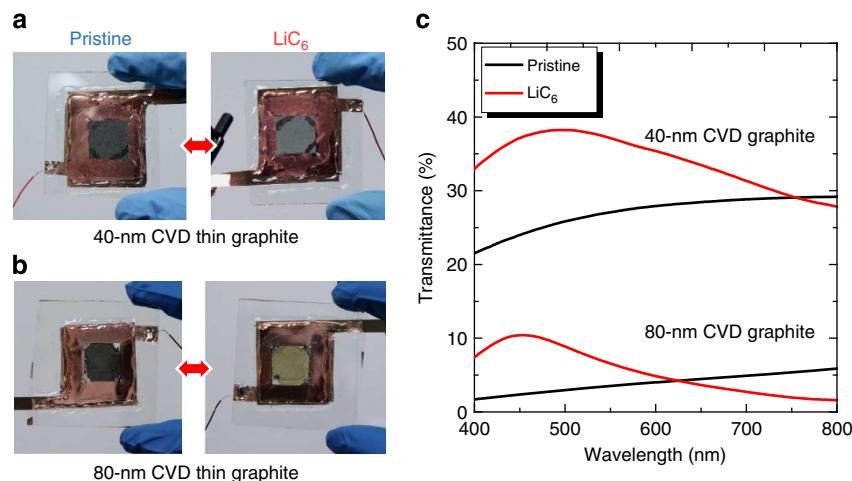 a
Pristine
LiC₆
40-nm CVD thin graphite
b
80-nm CVD thin graphite
c
50
40
30
20
10
0
Transmittance (%)
Pristine
LiC₆
40-nm CVD graphite
80-nm CVD graphite
400
500
600
700
800
Wavelength (nm)